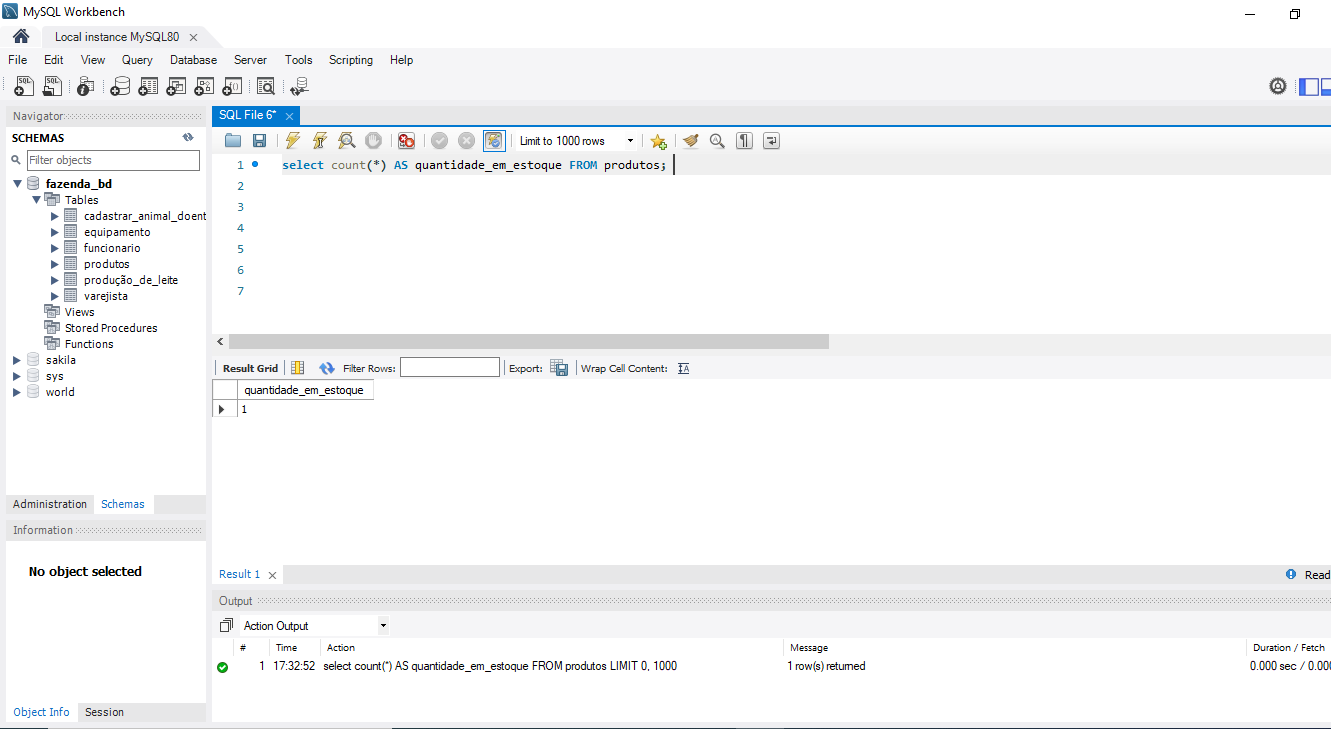 MySQL Workbench
Local instance MySQL80
File Edit View Query Database Server Tools Scripting Help
Navigator
SCHEMAS
Filter objects
fazenda_bd
Tables
cadastrar_animal_doent
equipamento
funcionario
produtos
produção_de_leite
varejista
Views
Stored Procedures
Functions
sakila
sys
world
Administration Schemas
Information
No object selected
Object Info Session
SQL File 6*
Limit to 1000 rows
1 select count(*) AS quantidade_em_estoque FROM produtos;
2
3
4
5
6
7
Result Grid Filter Rows: Export: Wrap Cell Content:
quantidade_em_estoque
1
Result 1 Read
Output
Action Output
# Time Action Message Duration / Fetch
1 17:32:52 select count(*) AS quantidade_em_estoque FROM produtos LIMIT 0, 1000 1 row(s) returned 0.000 sec / 0.000